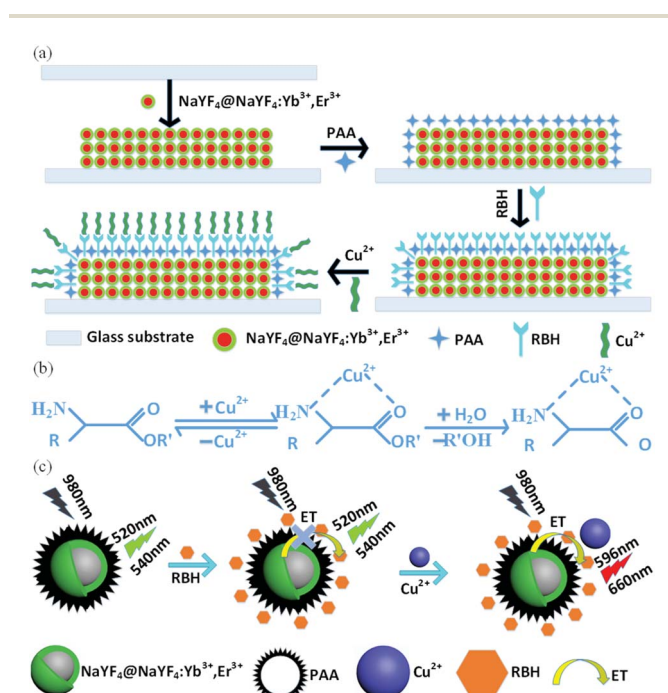 (a)
NaYF₄@NaYF₄:Yb³⁺,Er³⁺
PAA
RBH
Cu²⁺
Glass substrate NaYF₄@NaYF₄:Yb³⁺,Er³⁺ PAA RBH Cu²⁺
(b)
Cu²⁺ Cu²⁺
H₂N O +Cu²⁺ H₂N O +H₂O H₂N O
R OR' −Cu²⁺ R OR' −R'OH R O
(c)
980nm 520nm 540nm
RBH
980nm ET 520nm 540nm
Cu²⁺
980nm ET 596nm 660nm
NaYF₄@NaYF₄:Yb³⁺,Er³⁺ PAA Cu²⁺ RBH ET